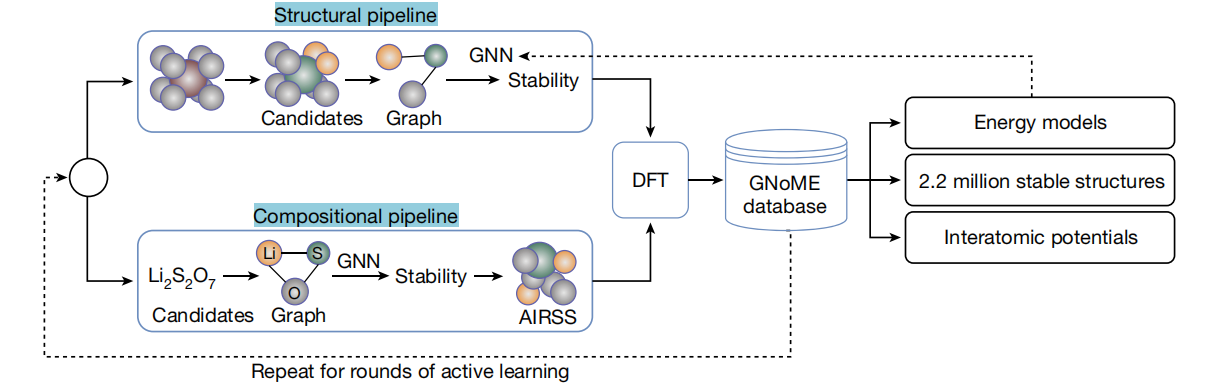 Structural pipeline
GNN
Stability
Candidates
Graph
Energy models
DFT
GNoME
database
2.2 million stable structures
Compositional pipeline
Interatomic potentials
Li
S
O
Li₂S₂O₇
GNN
Stability
Candidates
Graph
AIRSS
Repeat for rounds of active learning